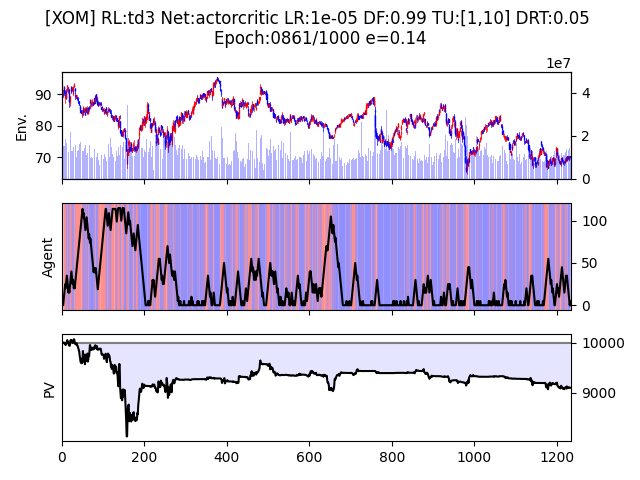 [XOM] RL:td3 Net:actorcritic LR:1e-05 DF:0.99 TU:[1,10] DRT:0.05
Epoch:0861/1000 e=0.14
1e7
Env.
90
80
70
4
2
0
Agent
100
50
0
PV
10000
9000
0 200 400 600 800 1000 1200